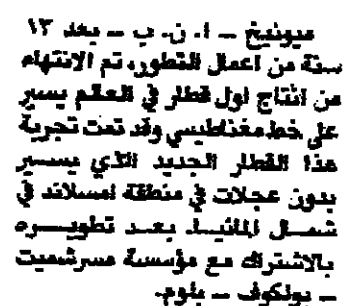 ميونيخ – ا. ن. ب – بعد ١٣
سنة من اعمال التطور، تم الانتهاء
من انتاج اول قطار في العالم يسير
على خط مغناطيسي وقد تمت تجربة
هذا القطار الجديد الذي يسسير
بدون عجلات في منطقة امسلاند في
شمال المانيا. بعد تطويره
بالاشتراك مع مؤسسة مسرشميت
– بولكوف – بلوم.